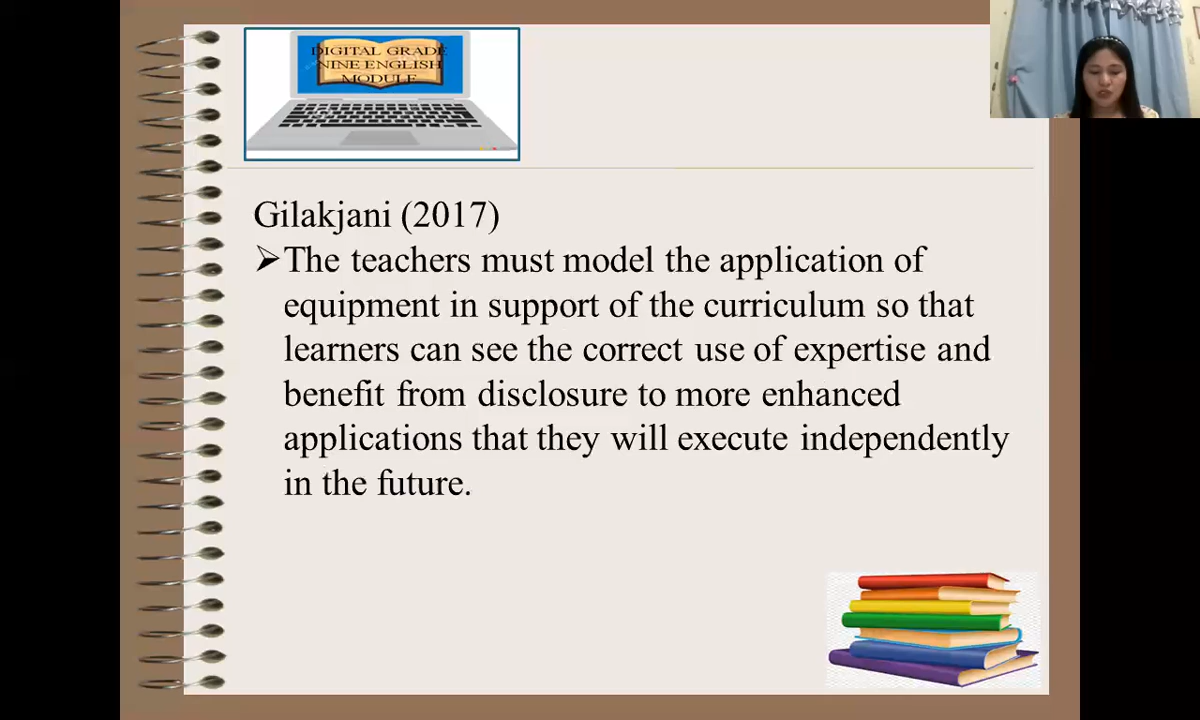 DIGITAL GRADE
NINE ENGLISH
MODULE
Gilakjani (2017)
➢The teachers must model the application of
equipment in support of the curriculum so that
learners can see the correct use of expertise and
benefit from disclosure to more enhanced
applications that they will execute independently
in the future.